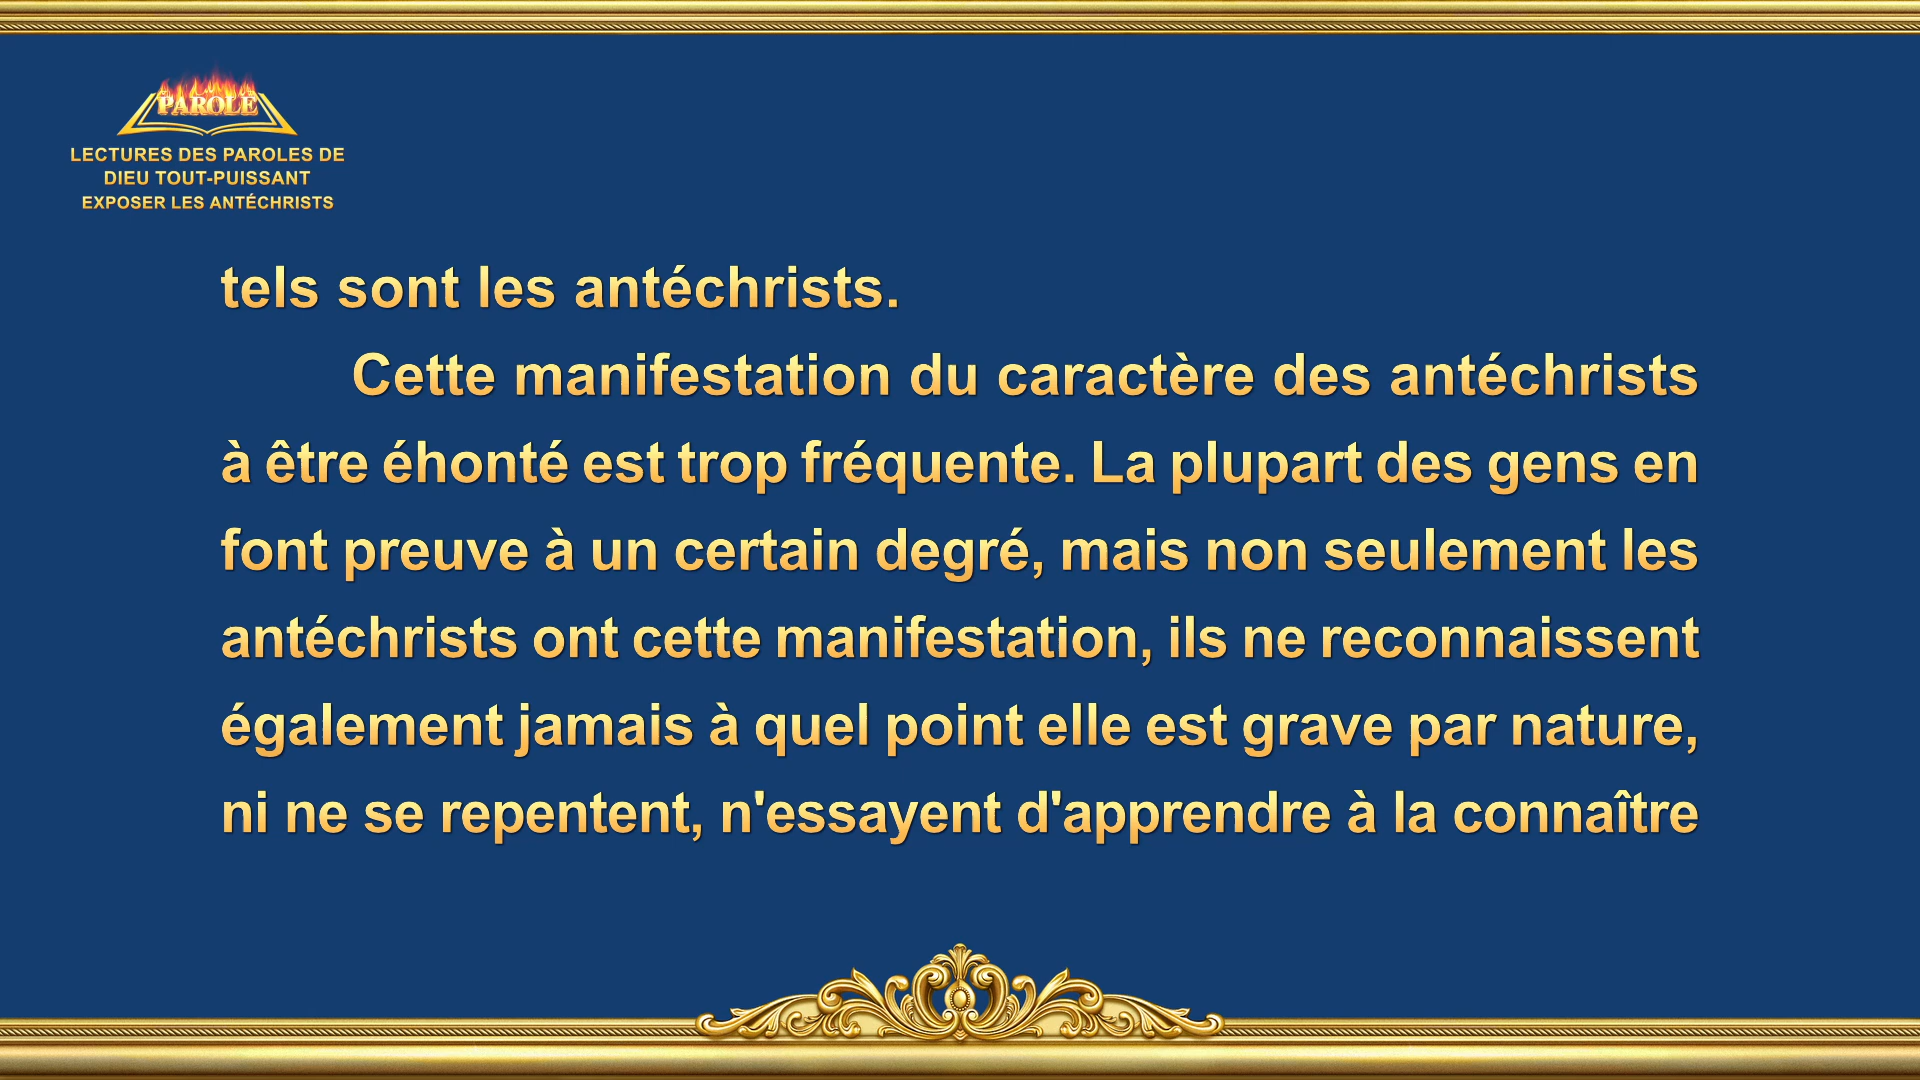 PAROLE
LECTURES DES PAROLES DE
DIEU TOUT-PUISSANT
EXPOSER LES ANTÉCHRISTS
tels sont les antéchrists.
Cette manifestation du caractère des antéchrists
à être éhonté est trop fréquente. La plupart des gens en
font preuve à un certain degré, mais non seulement les
antéchrists ont cette manifestation, ils ne reconnaissent
également jamais à quel point elle est grave par nature,
ni ne se repentent, n'essayent d'apprendre à la connaître